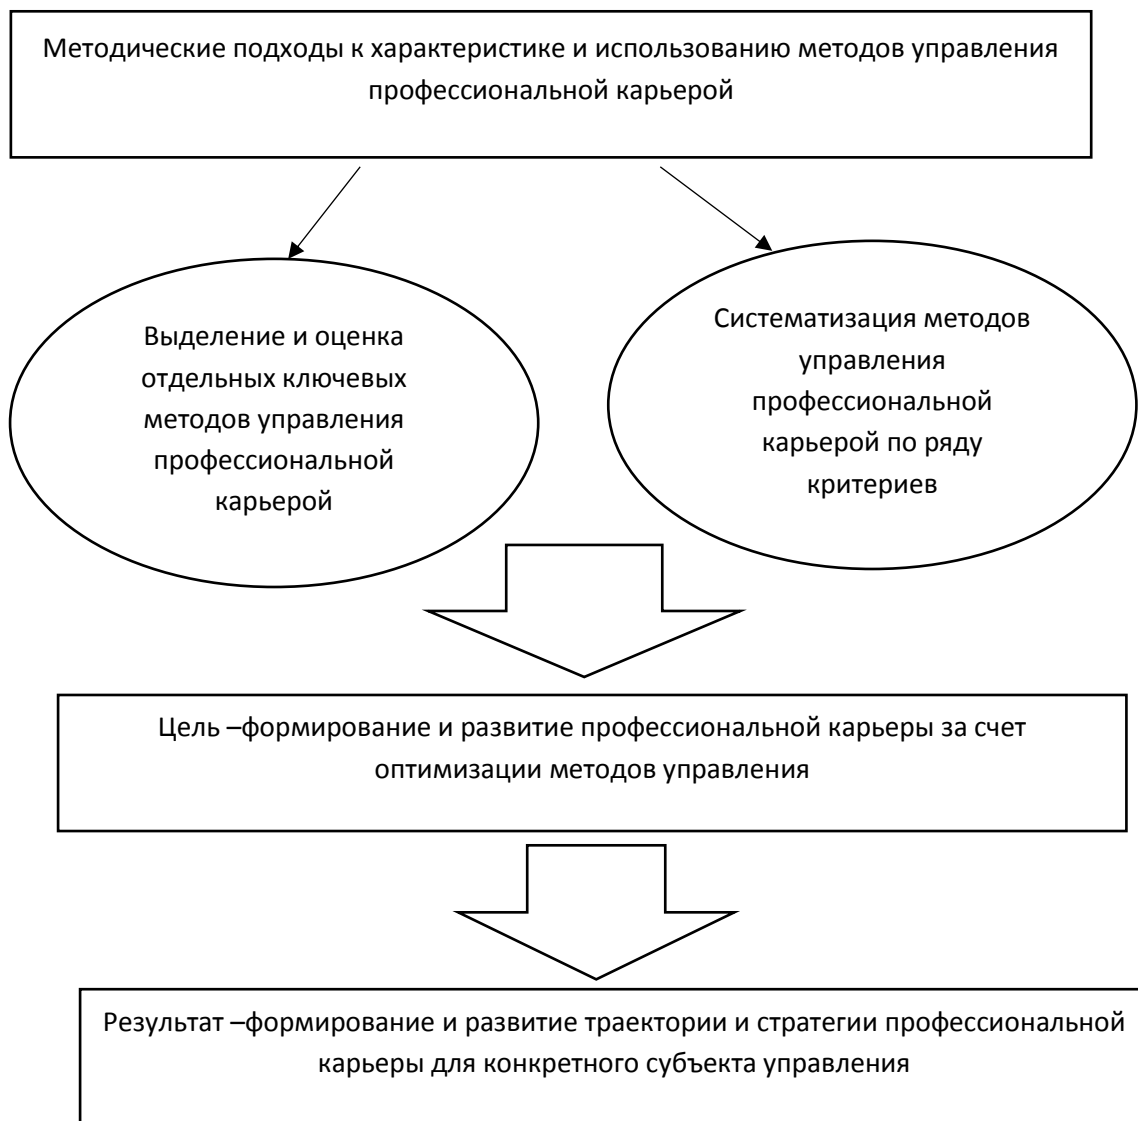 Методические подходы к характеристике и использованию методов управления
профессиональной карьерой
Выделение и оценка
отдельных ключевых
методов управления
профессиональной
карьерой
Систематизация методов
управления
профессиональной
карьерой по ряду
критериев
Цель –формирование и развитие профессиональной карьеры за счет
оптимизации методов управления
Результат –формирование и развитие траектории и стратегии профессиональной
карьеры для конкретного субъекта управления